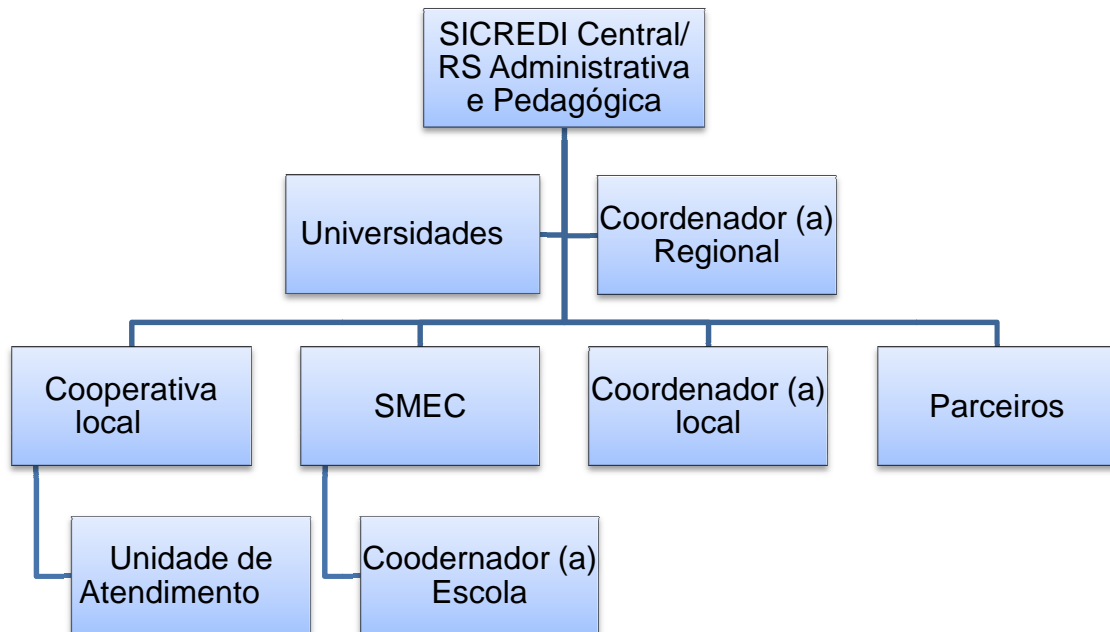 SICREDI Central/
RS Administrativa
e Pedagógica
Universidades
Coordenador (a)
Regional
Cooperativa
local
SMEC
Coordenador (a)
local
Parceiros
Unidade de
Atendimento
Coodernador (a)
Escola